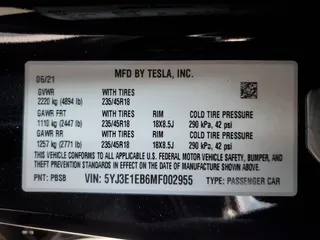 MFD BY TESLA, INC.
05/21
GVWR WITH TIRES
2220 kg (4894 lb) 235/45R18
GAWR FRT WITH TIRES RIM COLD TIRE PRESSURE
1110 kg (2447 lb) 235/45R18 18X8.5J 290 kPa, 42 psi
GAWR RR WITH TIRES RIM COLD TIRE PRESSURE
1257 kg (2771 lb) 235/45R18 18X8.5J 290 kPa, 42 psi
THIS VEHICLE CONFORMS TO ALL APPLICABLE U.S. FEDERAL MOTOR VEHICLE SAFETY,
BUMPER, AND THEFT PREVENTION STANDARDS IN EFFECT ON THE DATE OF MANUFACTURE SHOWN ABOVE.
PNT: PBSB VIN: 5YJ3E1EB6MF002955 TYPE: PASSENGER CAR